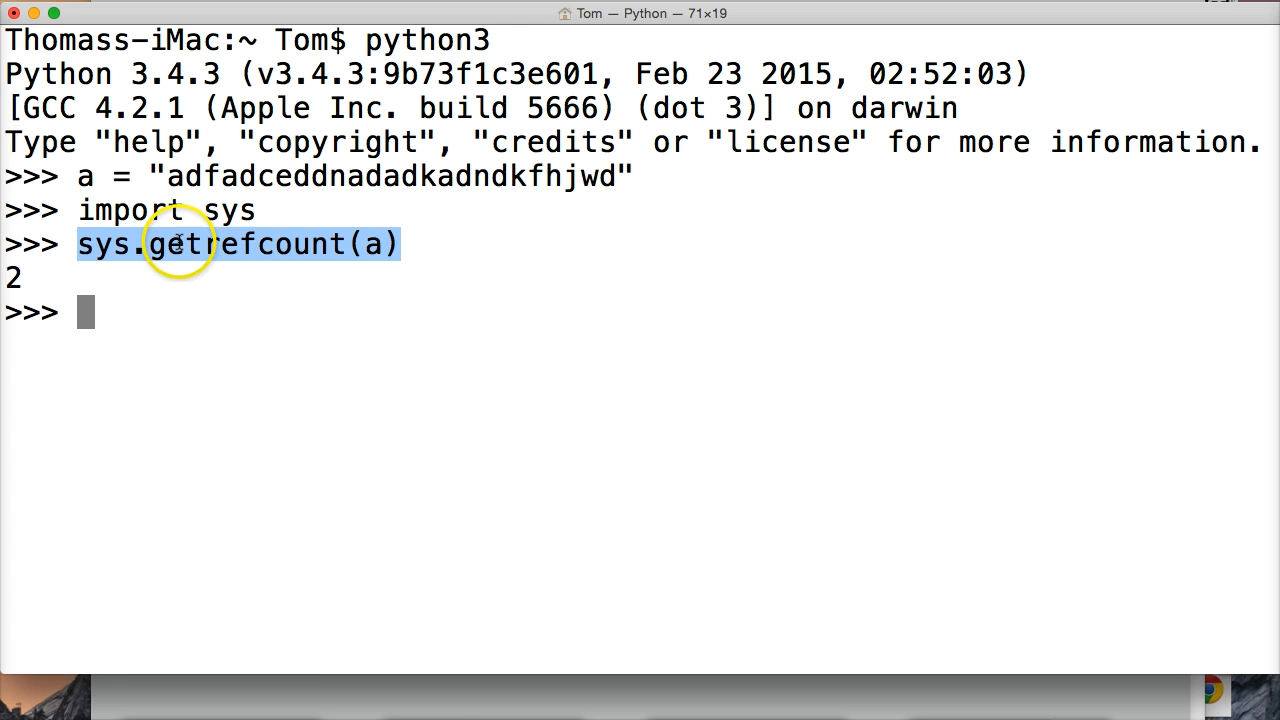 Tom — Python — 71×19
Thomass-iMac:~ Tom$ python3
Python 3.4.3 (v3.4.3:9b73f1c3e601, Feb 23 2015, 02:52:03)
[GCC 4.2.1 (Apple Inc. build 5666) (dot 3)] on darwin
Type "help", "copyright", "credits" or "license" for more information.
>>> a = "adfadceddnadadkadndkfhjwd"
>>> import sys
>>> sys.getrefcount(a)
2
>>>